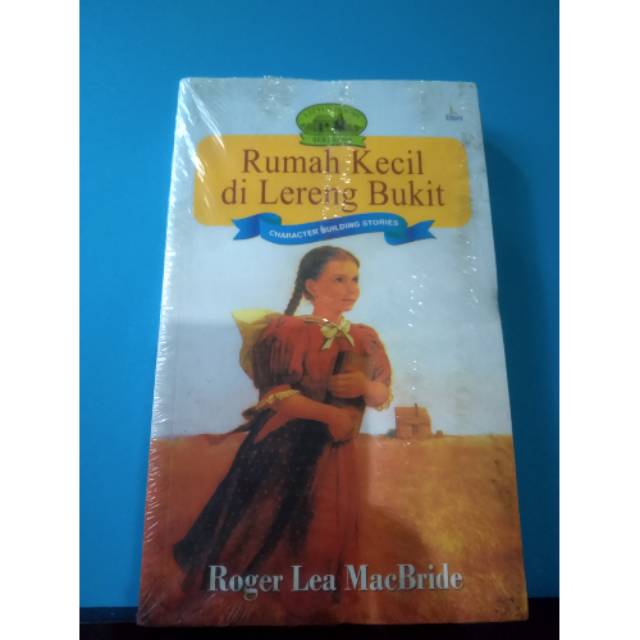 Rumah Kecil
di Lereng Bukit
CHARACTER BUILDING STORIES
Roger Lea MacBride